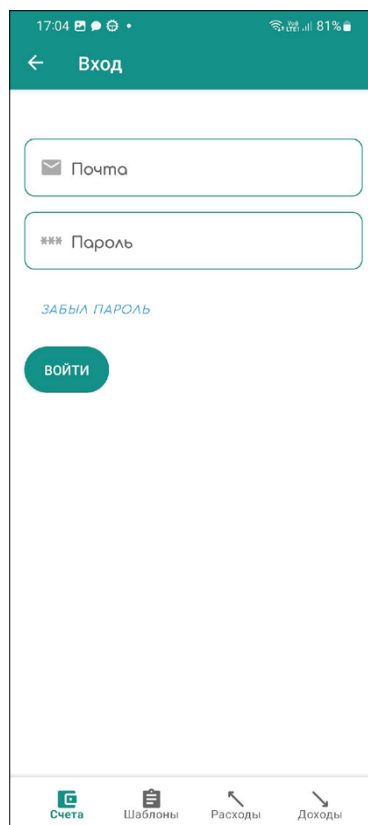 17:04 81%
Вход
Почта
*** Пароль
ЗАБЫЛ ПАРОЛЬ
ВОЙТИ
Счета Шаблоны Расходы Доходы